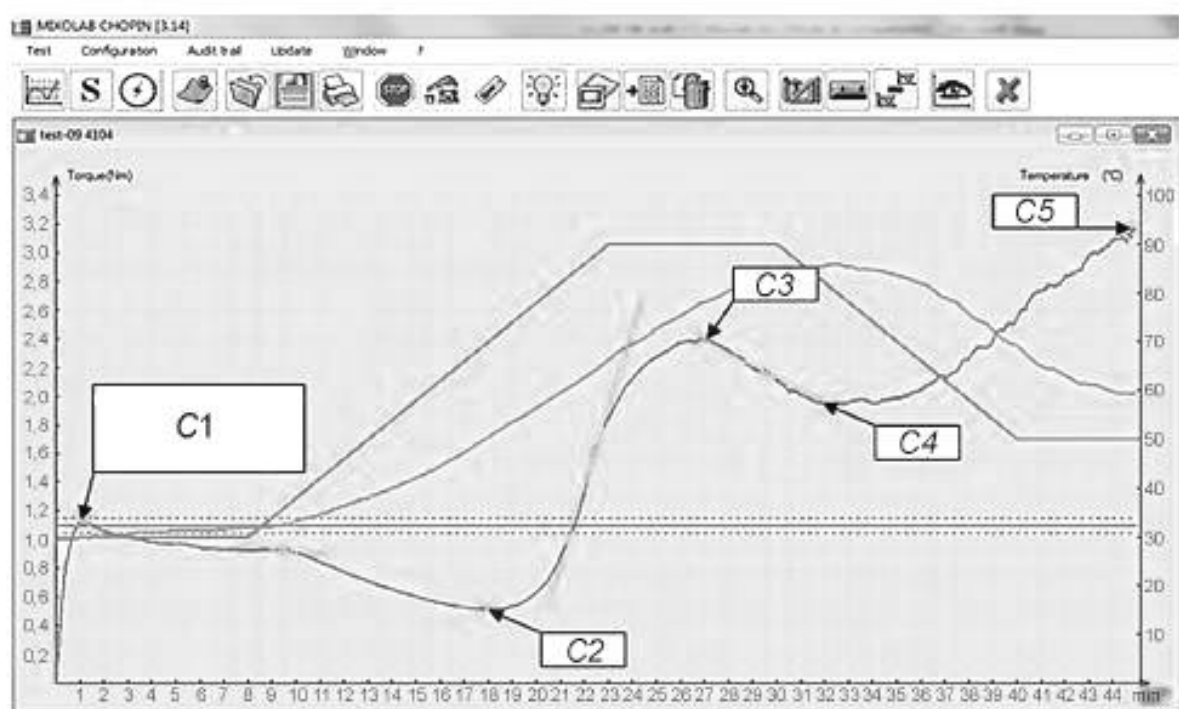 MIXOLAB CHOPIN [3.14]
Test Configuration Audit trail Update Window ?
S STOP
test-09 4104
Torque(Nm) Temperature (°C)
3.4 100
3.2 C5
3.0 90
2.8 C3
2.6 80
2.4 70
2.2
2.0 60
1.8 C1
1.6 C4 50
1.4
1.2 40
1.0 30
0.8
0.6 20
0.4 C2 10
0.2
1 2 3 4 5 6 7 8 9 10 11 12 13 14 15 16 17 18 19 20 21 22 23 24 25 26 27 28 29 30 31 32 33 34 35 36 37 38 39 40 41 42 43 44 min